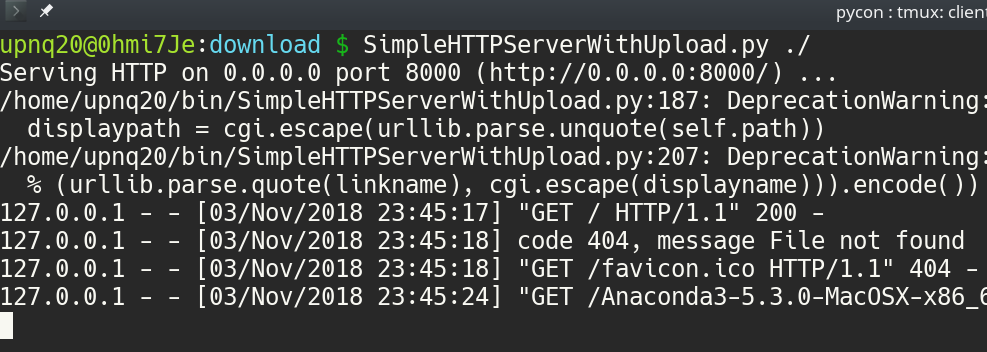 pycon : tmux: client
upnq20@0hmi7Je:download $ SimpleHTTPServerWithUpload.py ./
Serving HTTP on 0.0.0.0 port 8000 (http://0.0.0.0:8000/) ...
/home/upnq20/bin/SimpleHTTPServerWithUpload.py:187: DeprecationWarning:
  displaypath = cgi.escape(urllib.parse.unquote(self.path))
/home/upnq20/bin/SimpleHTTPServerWithUpload.py:207: DeprecationWarning:
  % (urllib.parse.quote(linkname), cgi.escape(displayname))).encode())
127.0.0.1 - - [03/Nov/2018 23:45:17] "GET / HTTP/1.1" 200 -
127.0.0.1 - - [03/Nov/2018 23:45:18] code 404, message File not found
127.0.0.1 - - [03/Nov/2018 23:45:18] "GET /favicon.ico HTTP/1.1" 404 -
127.0.0.1 - - [03/Nov/2018 23:45:24] "GET /Anaconda3-5.3.0-MacOSX-x86_6